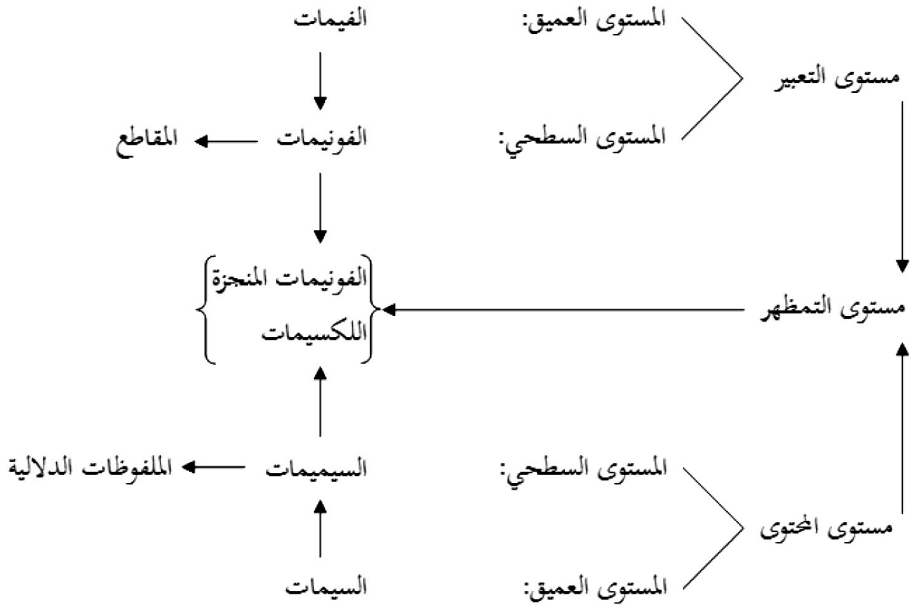 المستوى العميق: الفيمات
مستوى التعبير
المستوى السطحي: الفونيمات المقاطع
الفونيمات المنجزة
مستوى التمظهر
اللكسيمات
المستوى السطحي: السيميمات الملفوظات الدلالية
مستوى المحتوى
المستوى العميق: السيمات